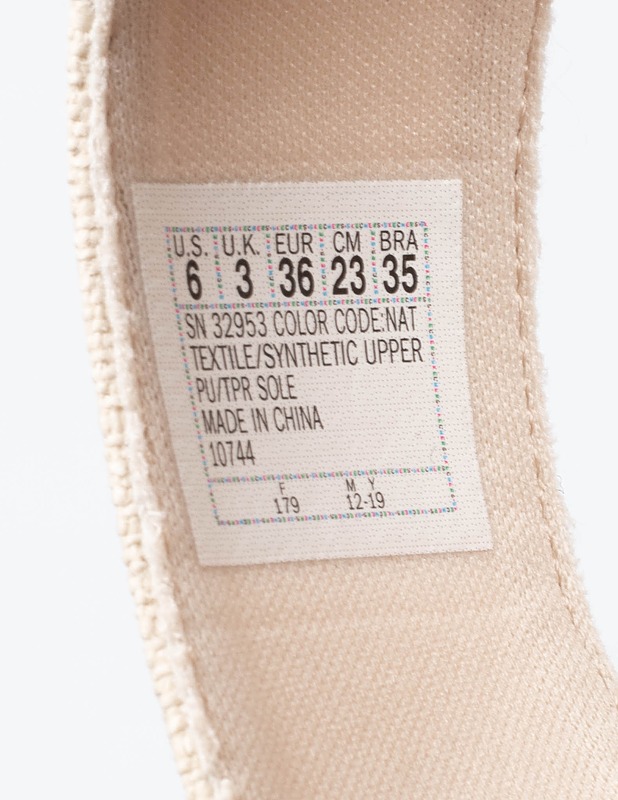 U.S. U.K. EUR CM BRA
6 3 36 23 35
SN 32953 COLOR CODE:NAT
TEXTILE/SYNTHETIC UPPER
PU/TPR SOLE
MADE IN CHINA
10744
F M Y
179 12-19